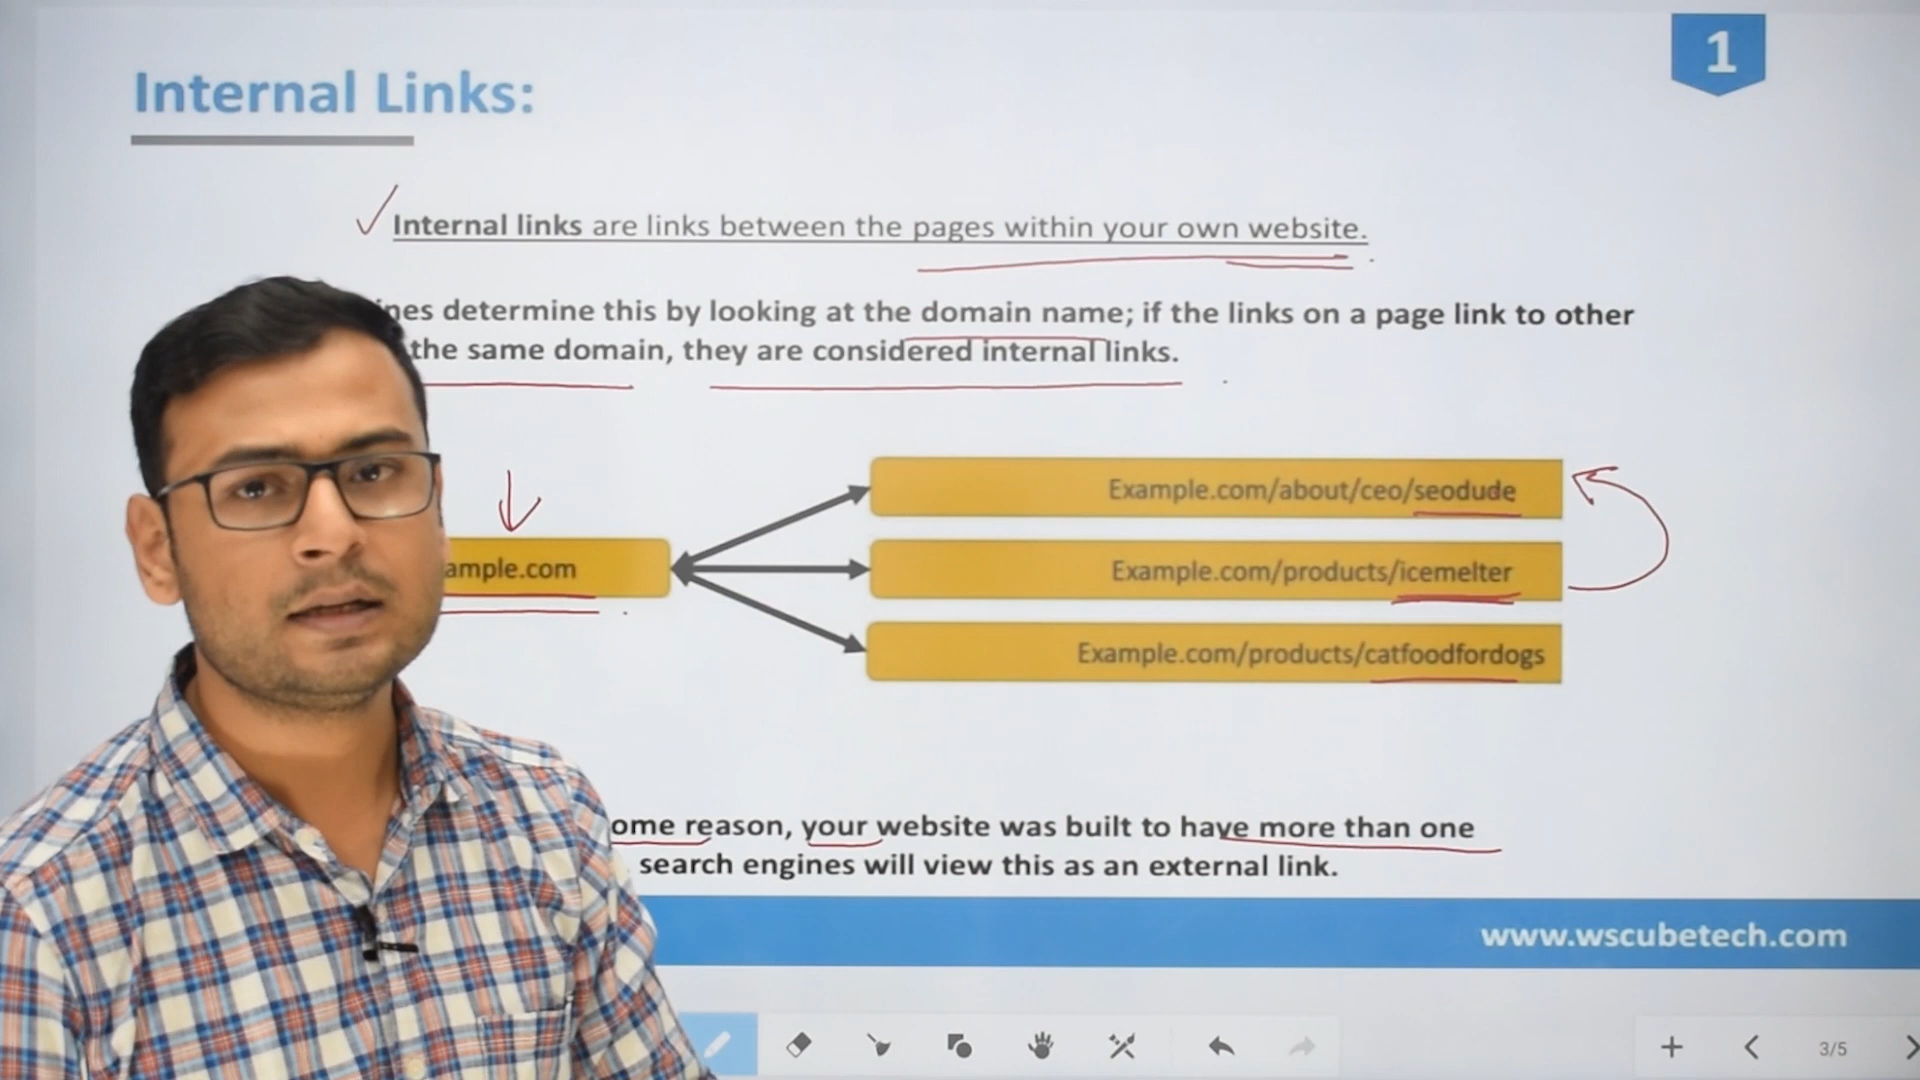 1
Internal Links:
Internal links are links between the pages within your own website.
determine this by looking at the domain name; if the links on a page link to other
the same domain, they are considered internal links.
Example.com/about/ceo/seodude
ample.com
Example.com/products/icemelter
Example.com/products/catfoodfordogs
ome reason, your website was built to have more than one
search engines will view this as an external link.
www.wscubetech.com
3/5